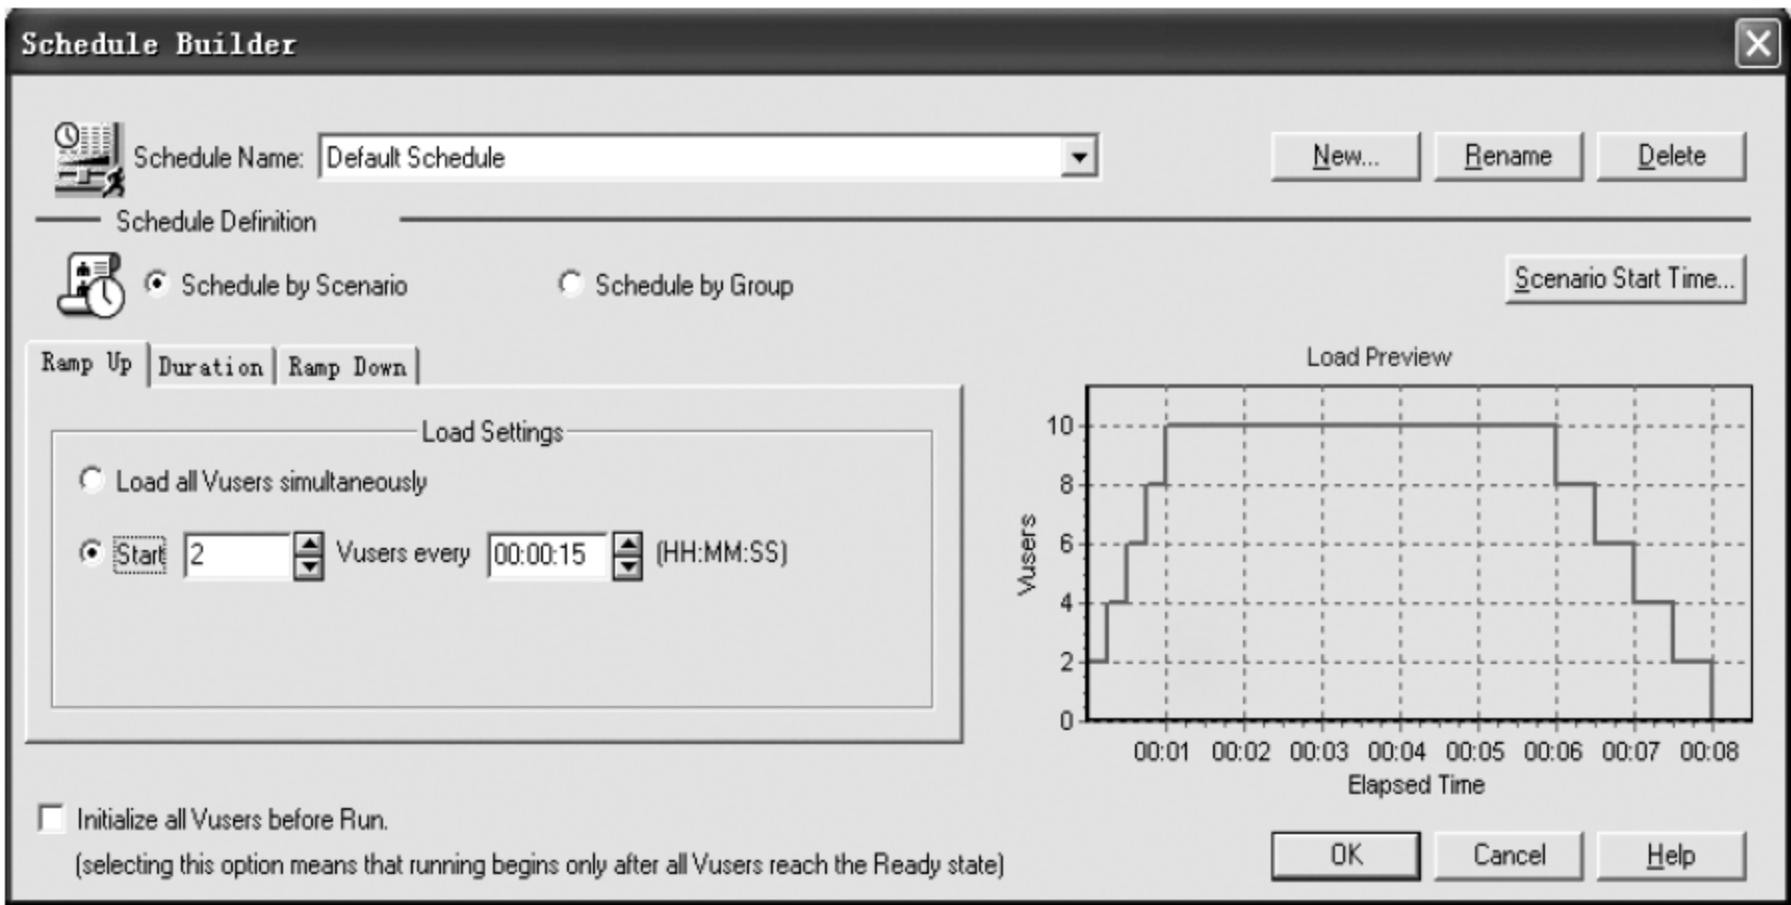 Schedule Builder
Schedule Name: Default Schedule New... Rename Delete
Schedule Definition
Schedule by Scenario Schedule by Group Scenario Start Time...
Ramp Up Duration Ramp Down
Load Settings
Load all Vusers simultaneously
Start 2 Vusers every 00:00:15 (HH:MM:SS)
Load Preview
Vusers
10
8
6
4
2
0
00:01 00:02 00:03 00:04 00:05 00:06 00:07 00:08
Elapsed Time
Initialize all Vusers before Run.
(selecting this option means that running begins only after all Vusers reach the Ready state)
OK Cancel Help